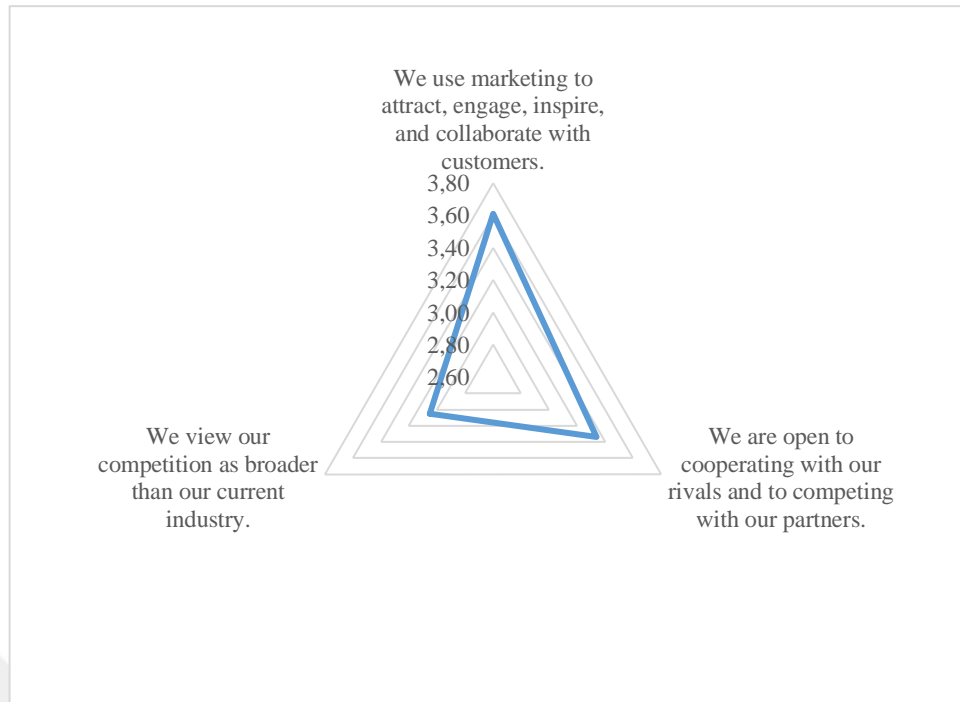 We use marketing to
attract, engage, inspire,
and collaborate with
customers.
3,80
3,60
3,40
3,20
3,00
2,80
2,60
We are open to
cooperating with our
rivals and to competing
with our partners.
We view our
competition as broader
than our current
industry.